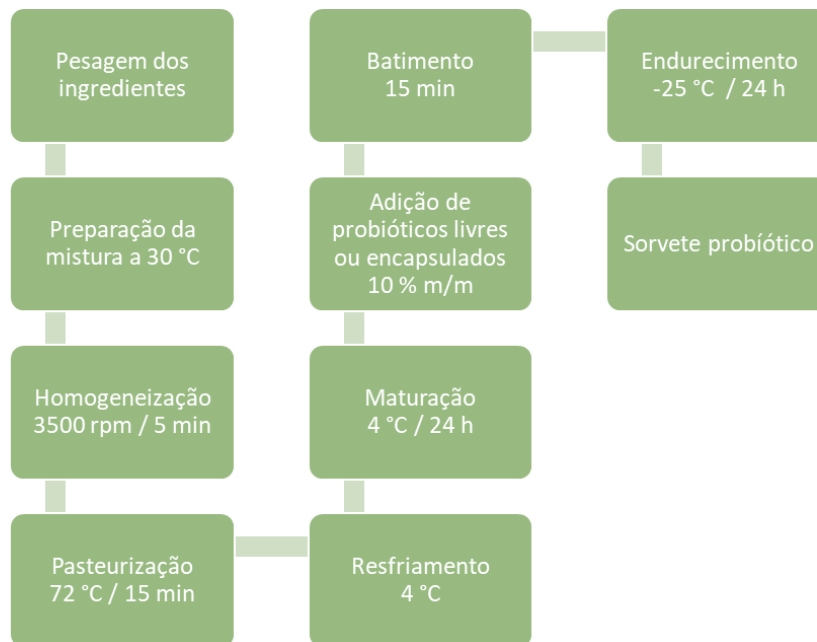 Pesagem dos
ingredientes
Preparação da
mistura a 30 °C
Homogeneização
3500 rpm / 5 min
Pasteurização
72 °C / 15 min
Resfriamento
4 °C
Maturação
4 °C / 24 h
Adição de
probióticos livres
ou encapsulados
10 % m/m
Batimento
15 min
Endurecimento
-25 °C / 24 h
Sorvete probíótico